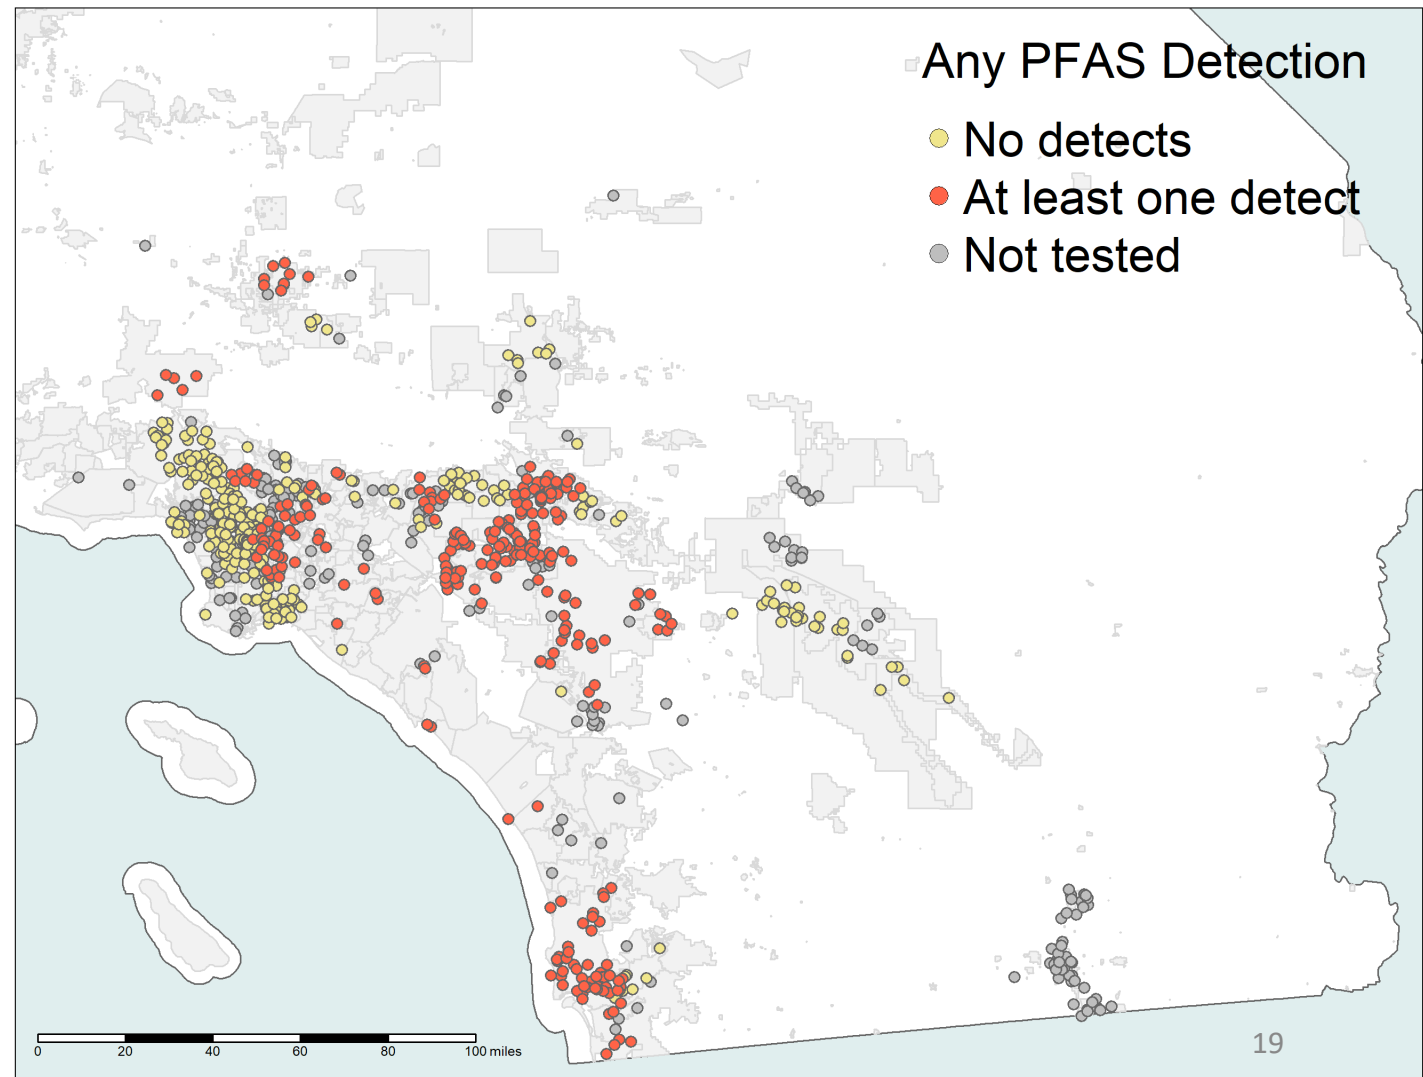 Any PFAS Detection
No detects
At least one detect
Not tested
0 20 40 60 80 100 miles
19